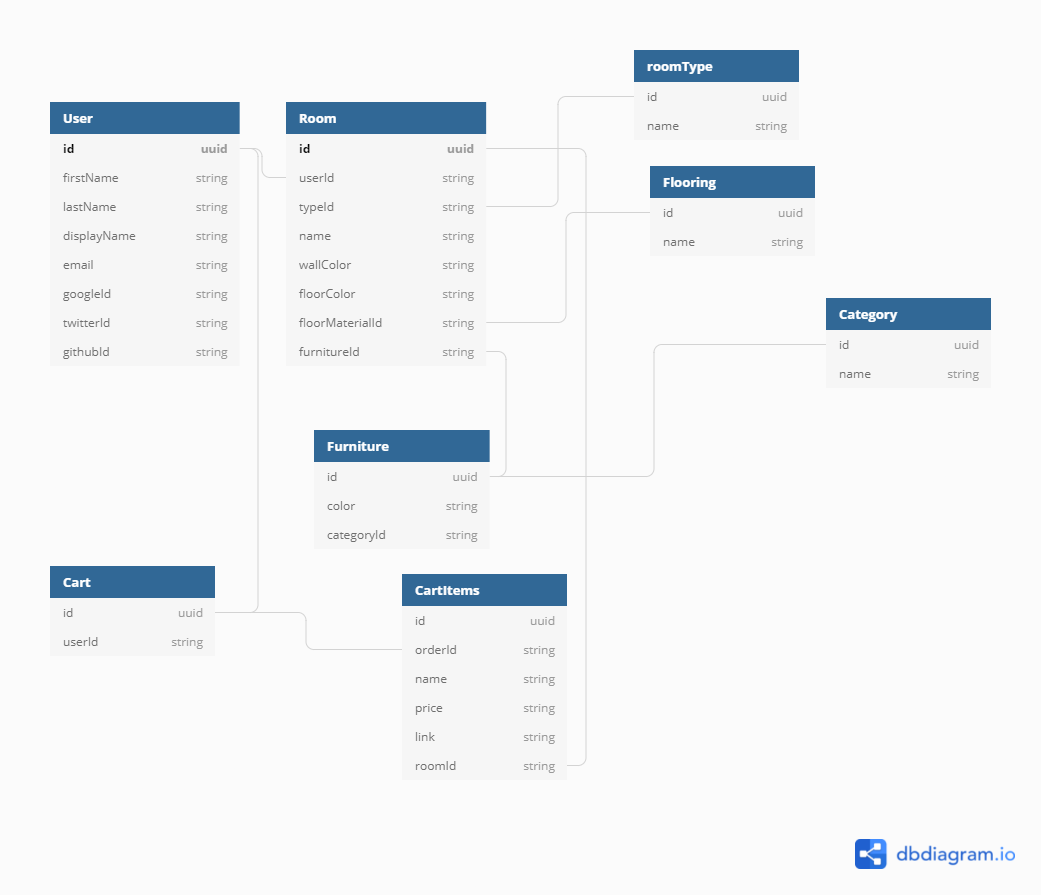 User
id uuid
firstName string
lastName string
displayName string
email string
googleId string
twitterId string
githubId string
Room
id uuid
userId string
typeId string
name string
wallColor string
floorColor string
floorMaterialId string
furnitureId string
roomType
id uuid
name string
Flooring
id uuid
name string
Category
id uuid
name string
Furniture
id uuid
color string
categoryId string
Cart
id uuid
userId string
CartItems
id uuid
orderId string
name string
price string
link string
roomId string
dbdiagram.io